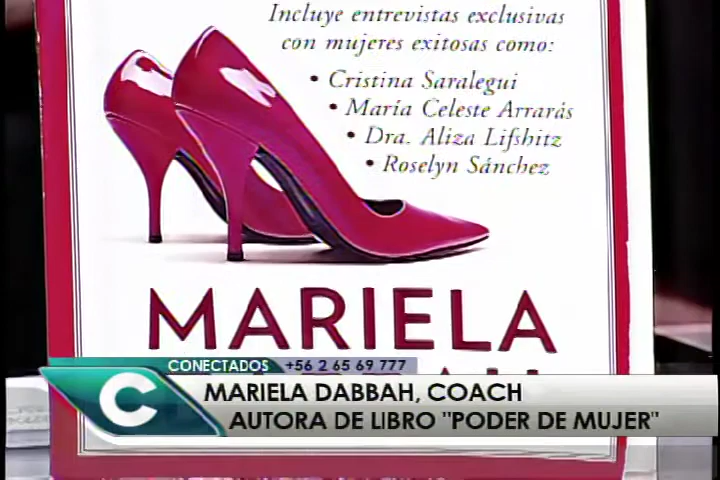 Incluye entrevistas exclusivas
con mujeres exitosas como:
• Cristina Saralegui
• María Celeste Arrarás
• Dra. Aliza Lifshitz
• Roselyn Sánchez
MARIELA
CONECTADOS +56 2 65 69 777
C
MARIELA DABBAH, COACH
AUTORA DE LIBRO "PODER DE MUJER"